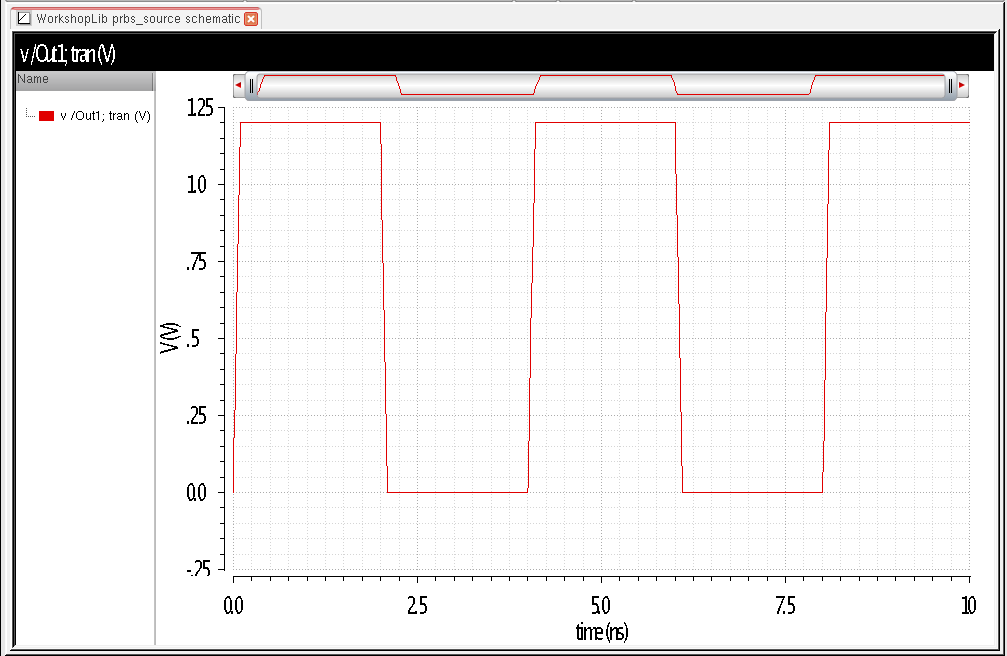 WorkshopLib prbs_source schematic
v /Out1; tran (V)
Name
v /Out1; tran (V)
1.25
1.0
.75
.5
.25
0.0
-.25
V (V)
0.0 2.5 5.0 7.5 10
time (ns)